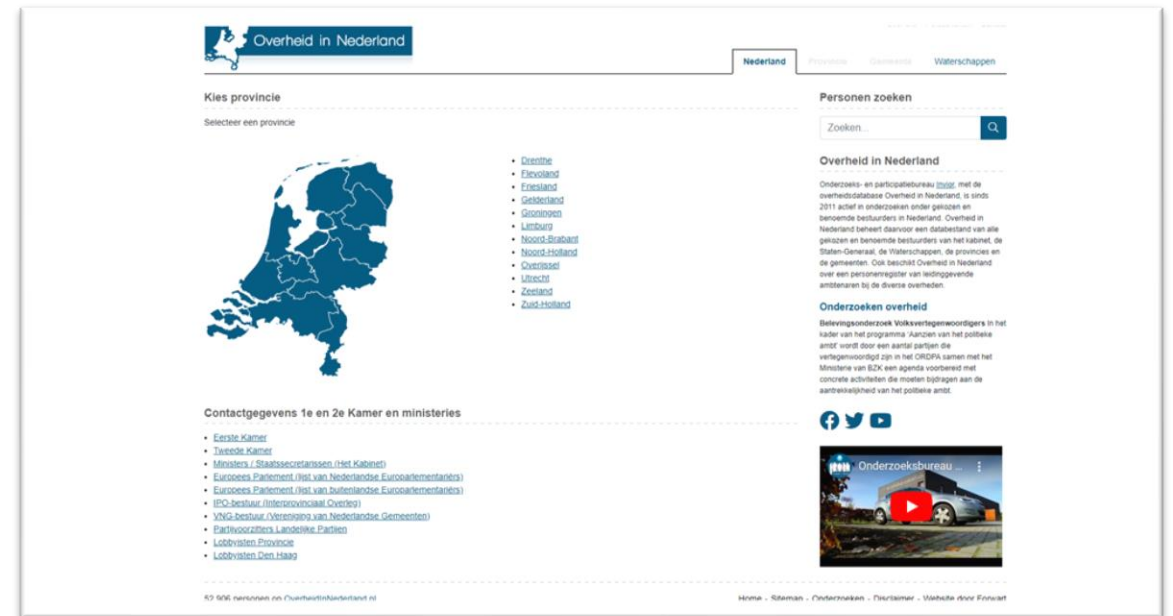 Overheid in Nederland
Nederland
Provincie
Gemeente
Waterschappen
Kies provincie
Selecteer een provincie
Drenthe
Flevoland
Friesland
Gelderland
Groningen
Limburg
Noord-Brabant
Noord-Holland
Overijssel
Utrecht
Zeeland
Zuid-Holland
Contactgegevens 1e en 2e Kamer en ministeries
Eerste Kamer
Tweede Kamer
Ministers / Staatssecretarissen (Het Kabinet)
Europees Parlement (lijst van Nederlandse Europarlementariërs)
Europees Parlement (lijst van buitenlandse Europarlementariërs)
IPO-bestuur (Interprovinciaal Overleg)
VNG-bestuur (Vereniging van Nederlandse Gemeenten)
Partijvoorzitters Landelijke Partijen
Lobbyisten Provincie
Lobbyisten Den Haag
Personen zoeken
Zoeken...
Overheid in Nederland
Onderzoeks- en participatiebureau Invior, met de
overheidsdatabase Overheid in Nederland, is sinds
2011 actief in onderzoeken onder gekozen en
benoemde bestuurders in Nederland. Overheid in
Nederland beheert daarvoor een databestand van alle
gekozen en benoemde bestuurders van het kabinet, de
Staten-Generaal, de Waterschappen, de provincies en
de gemeenten. Ook beschikt Overheid in Nederland
over een personenregister van leidinggevende
ambtenaren bij de diverse overheden.
Onderzoeken overheid
Belevingsonderzoek Volksvertegenwoordigers In het
kader van het programma 'Aanzien van het politieke
ambt' wordt door een aantal partijen die
vertegenwoordigd zijn in het ORDPA samen met het
Ministerie van BZK een agenda voorbereid met
concrete activiteiten die moeten bijdragen aan de
aantrekkelijkheid van het politieke ambt.
Onderzoeksbureau ...
52.906 personen op OverheidInNederland.nl
Home - Sitemap - Onderzoeken - Disclaimer - Website door Forwart